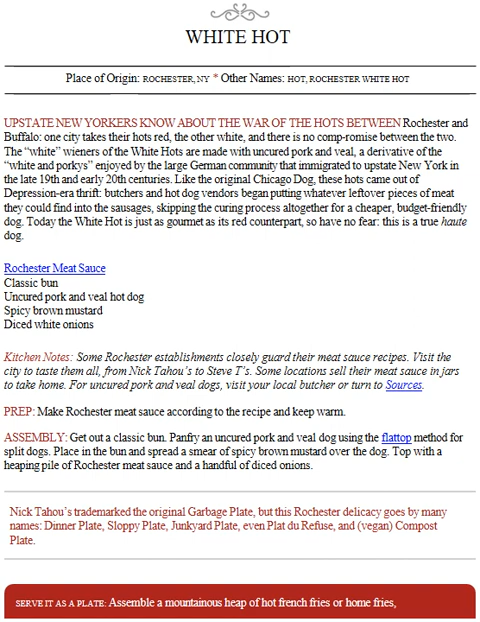 WHITE HOT
Place of Origin: ROCHESTER, NY * Other Names: HOT, ROCHESTER WHITE HOT
UPSTATE NEW YORKERS KNOW ABOUT THE WAR OF THE HOTS BETWEEN Rochester and
Buffalo: one city takes their hots red, the other white, and there is no comp-romise between the two.
The “white” wieners of the White Hots are made with uncured pork and veal, a derivative of the
“white and porkys” enjoyed by the large German community that immigrated to upstate New York in
the late 19th and early 20th centuries. Like the original Chicago Dog, these hots came out of
Depression-era thrift: butchers and hot dog vendors began putting whatever leftover pieces of meat
they could find into the sausages, skipping the curing process altogether for a cheaper, budget-friendly
dog. Today the White Hot is just as gourmet as its red counterpart, so have no fear: this is a true haute
dog.
Rochester Meat Sauce
Classic bun
Uncured pork and veal hot dog
Spicy brown mustard
Diced white onions
Kitchen Notes: Some Rochester establishments closely guard their meat sauce recipes. Visit the
city to taste them all, from Nick Tahou’s to Steve T’s. Some locations sell their meat sauce in jars
to take home. For uncured pork and veal dogs, visit your local butcher or turn to Sources.
PREP: Make Rochester meat sauce according to the recipe and keep warm.
ASSEMBLY: Get out a classic bun. Panfry an uncured pork and veal dog using the flattop method for
split dogs. Place in the bun and spread a smear of spicy brown mustard over the dog. Top with a
heaping pile of Rochester meat sauce and a handful of diced onions.
Nick Tahou’s trademarked the original Garbage Plate, but this Rochester delicacy goes by many
names: Dinner Plate, Sloppy Plate, Junkyard Plate, even Plat du Refuse, and (vegan) Compost
Plate.
SERVE IT AS A PLATE: Assemble a mountainous heap of hot french fries or home fries,